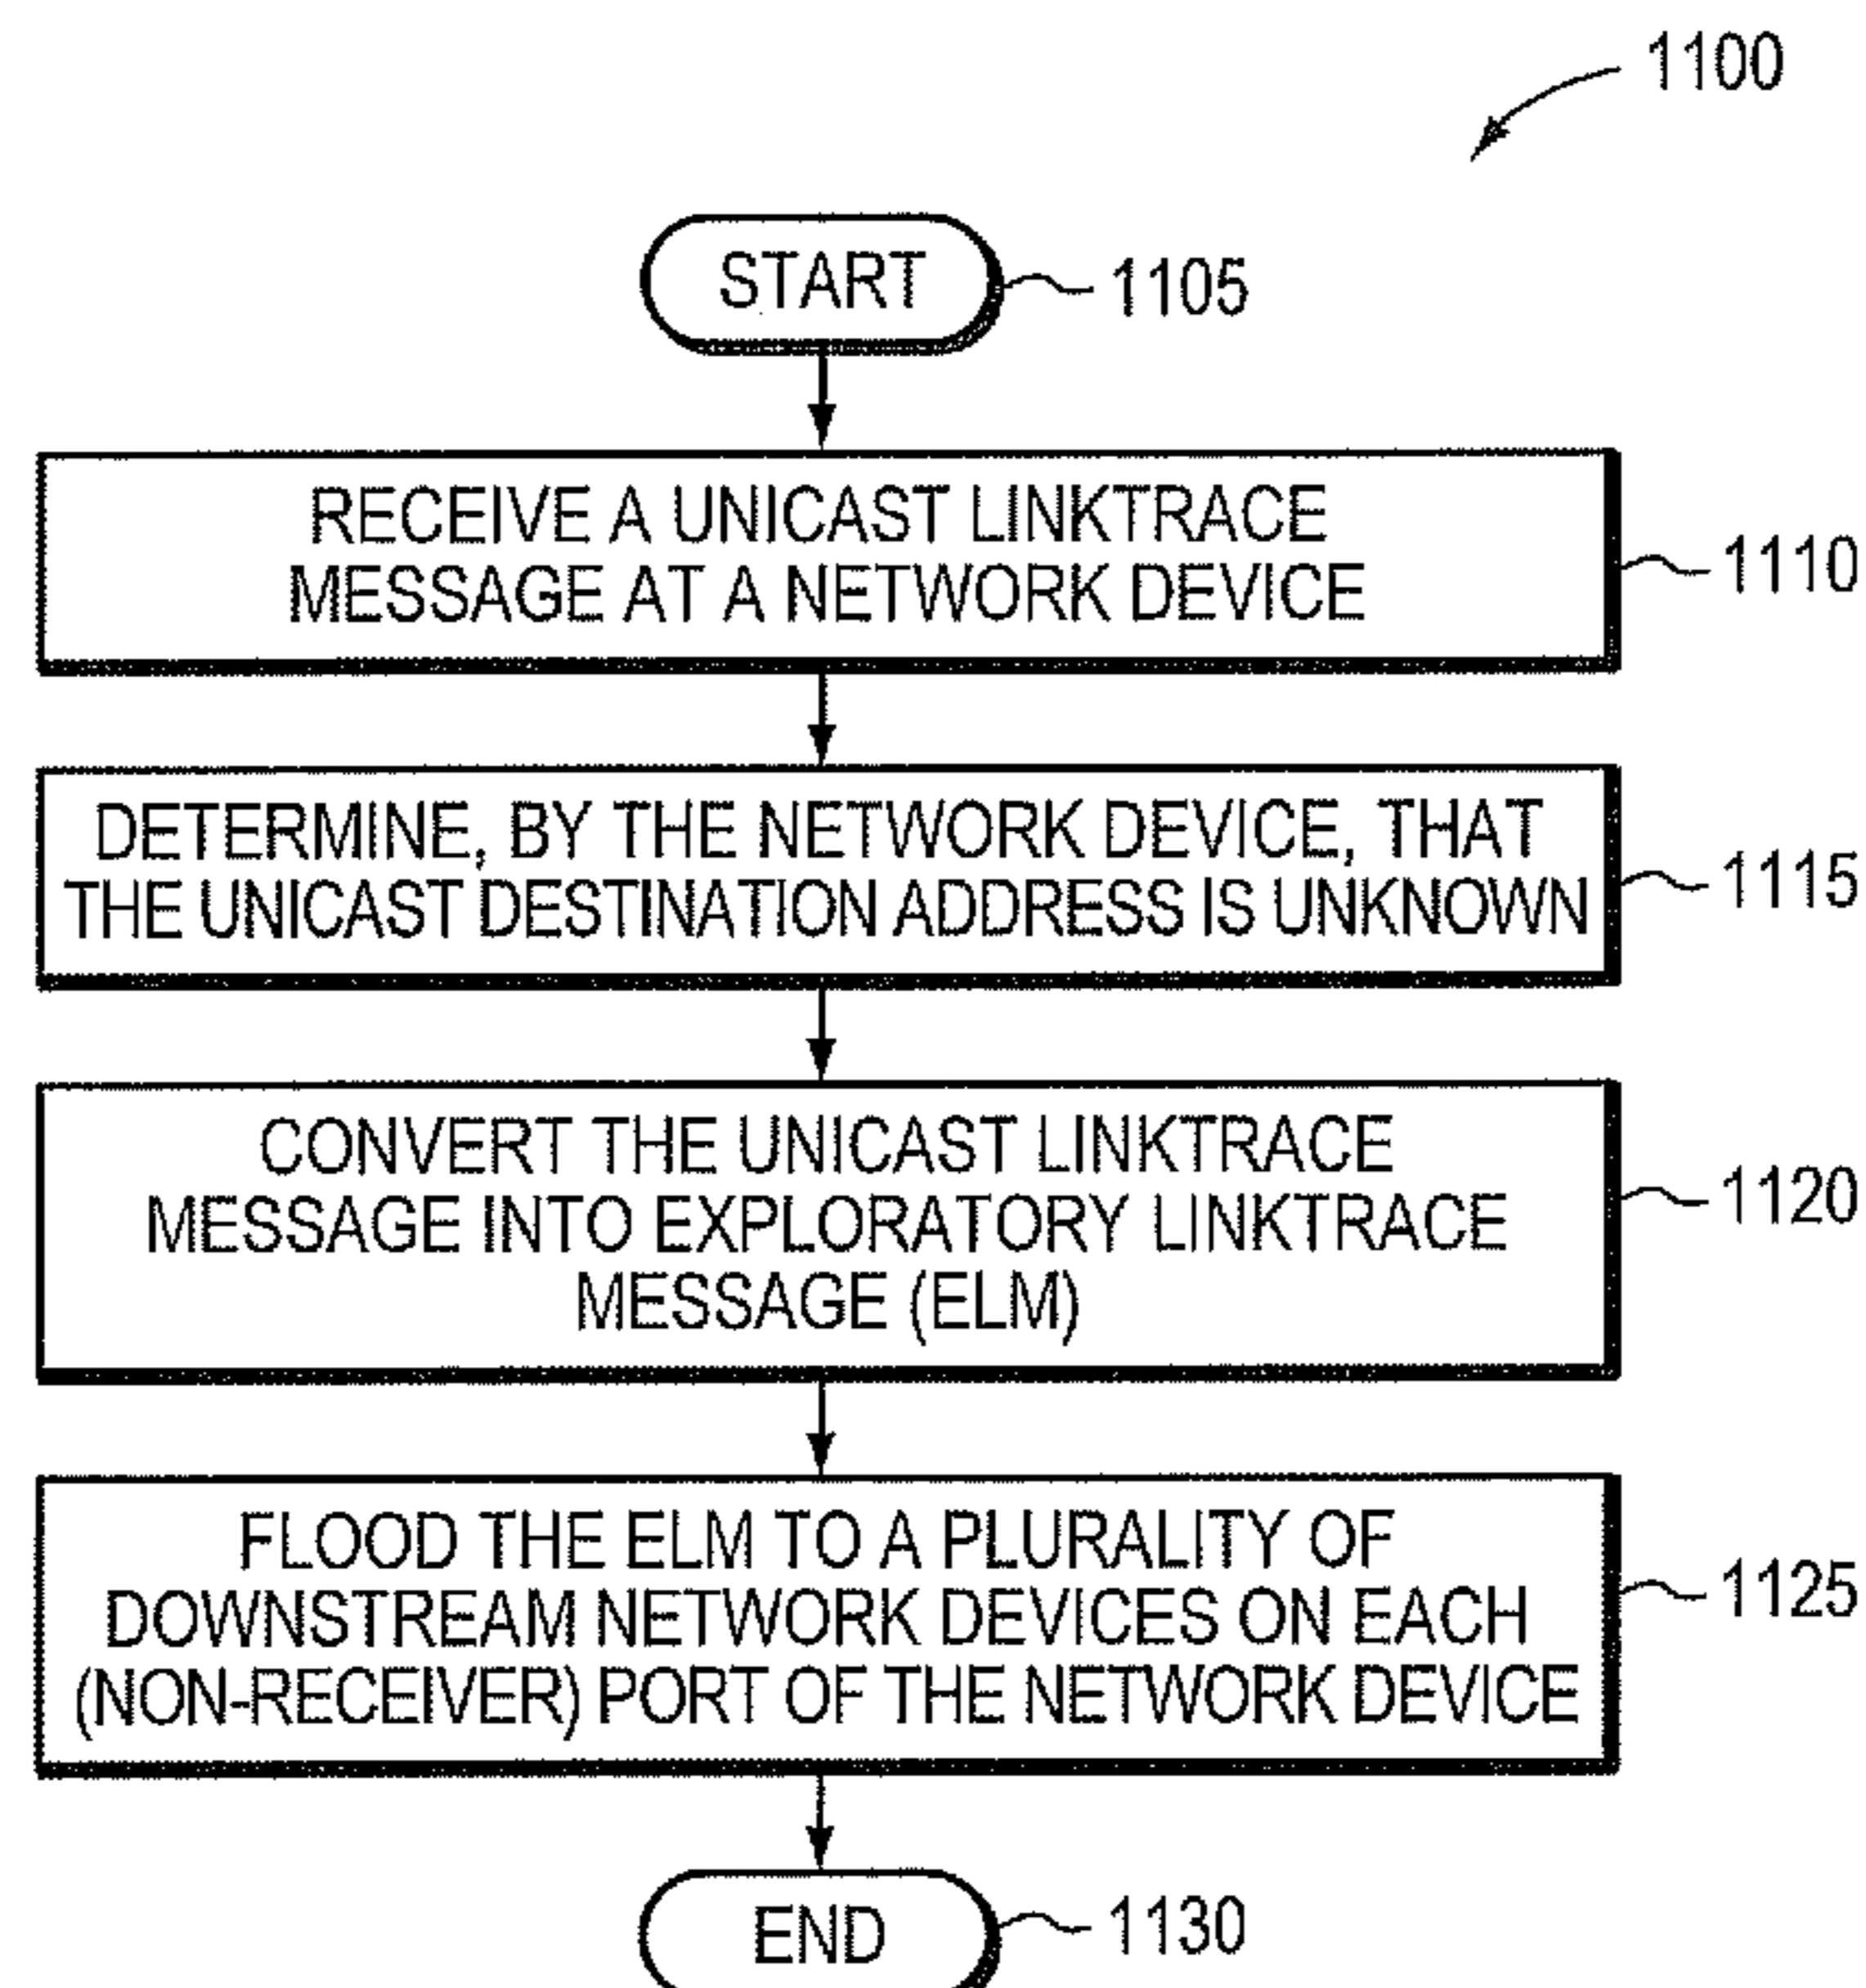 1100
START
1105
RECEIVE A UNICAST LINKTRACE
MESSAGE AT A NETWORK DEVICE
1110
DETERMINE, BY THE NETWORK DEVICE, THAT
THE UNICAST DESTINATION ADDRESS IS UNKNOWN
1115
CONVERT THE UNICAST LINKTRACE
MESSAGE INTO EXPLORATORY LINKTRACE
MESSAGE (ELM)
1120
FLOOD THE ELM TO A PLURALITY OF
DOWNSTREAM NETWORK DEVICES ON EACH
(NON-RECEIVER) PORT OF THE NETWORK DEVICE
1125
END
1130